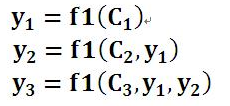 y₁ = f1(C₁)↵
y₂ = f1(C₂,y₁)
y₃ = f1(C₃,y₁,y₂)